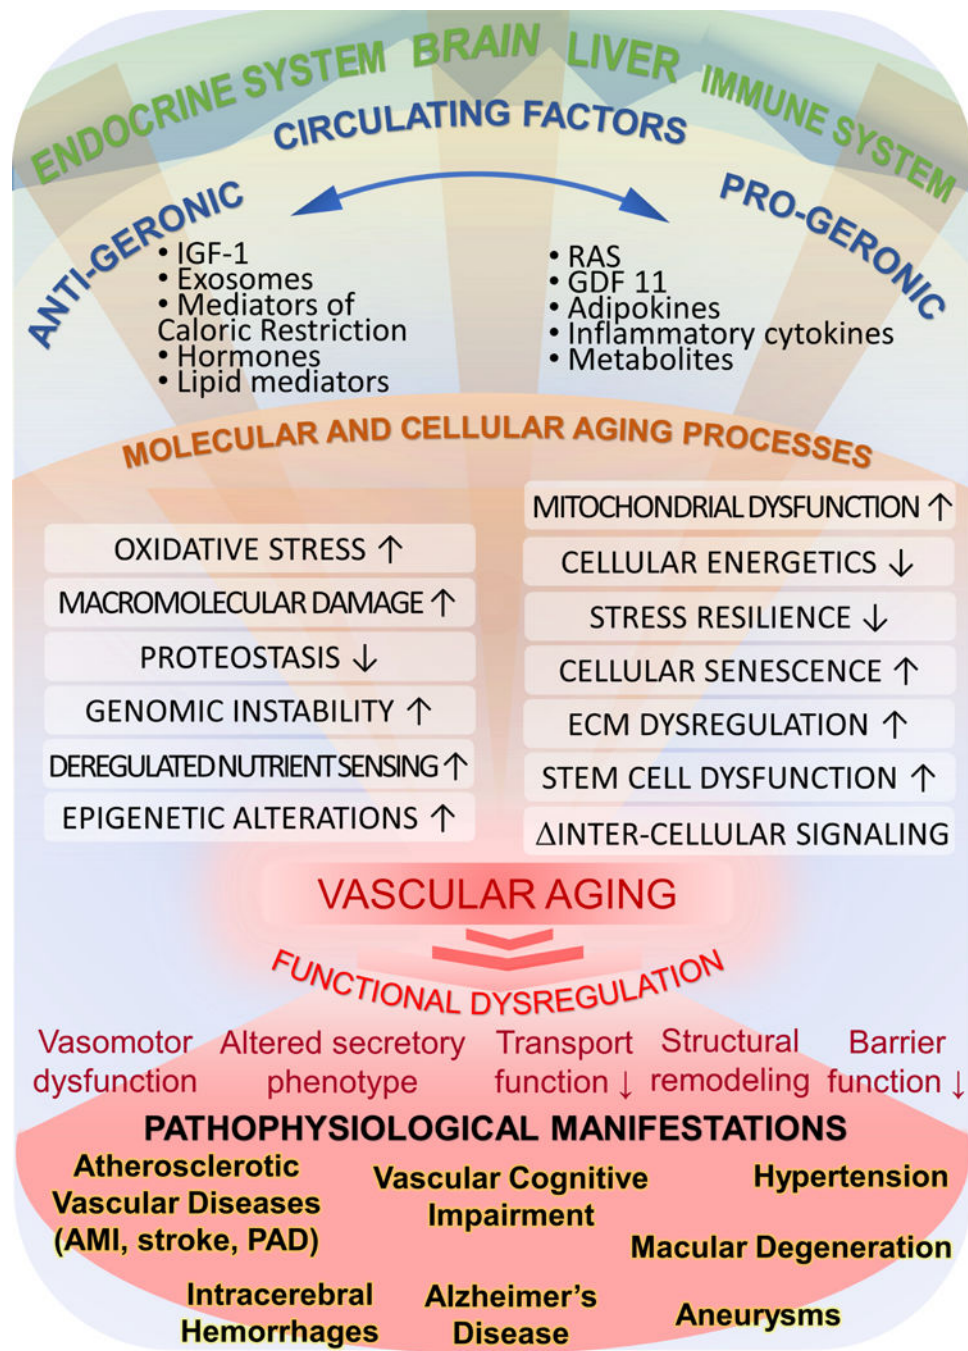 ENDOCRINE SYSTEM BRAIN LIVER IMMUNE SYSTEM
CIRCULATING FACTORS
ANTI-GERONIC
• IGF-1
• Exosomes
• Mediators of
Caloric Restriction
• Hormones
• Lipid mediators
PRO-GERONIC
• RAS
• GDF 11
• Adipokines
• Inflammatory cytokines
• Metabolites
MOLECULAR AND CELLULAR AGING PROCESSES
OXIDATIVE STRESS ↑
MACROMOLECULAR DAMAGE ↑
PROTEOSTASIS ↓
GENOMIC INSTABILITY ↑
DEREGULATED NUTRIENT SENSING ↑
EPIGENETIC ALTERATIONS ↑
MITOCHONDRIAL DYSFUNCTION ↑
CELLULAR ENERGETICS ↓
STRESS RESILIENCE ↓
CELLULAR SENESCENCE ↑
ECM DYSREGULATION ↑
STEM CELL DYSFUNCTION ↑
ΔINTER-CELLULAR SIGNALING
VASCULAR AGING
FUNCTIONAL DYSREGULATION
Vasomotor
dysfunction
Altered secretory
phenotype
Transport
function ↓
Structural
remodeling
Barrier
function ↓
PATHOPHYSIOLOGICAL MANIFESTATIONS
Atherosclerotic
Vascular Diseases
(AMI, stroke, PAD)
Vascular Cognitive
Impairment
Hypertension
Macular Degeneration
Intracerebral
Hemorrhages
Alzheimer's
Disease
Aneurysms